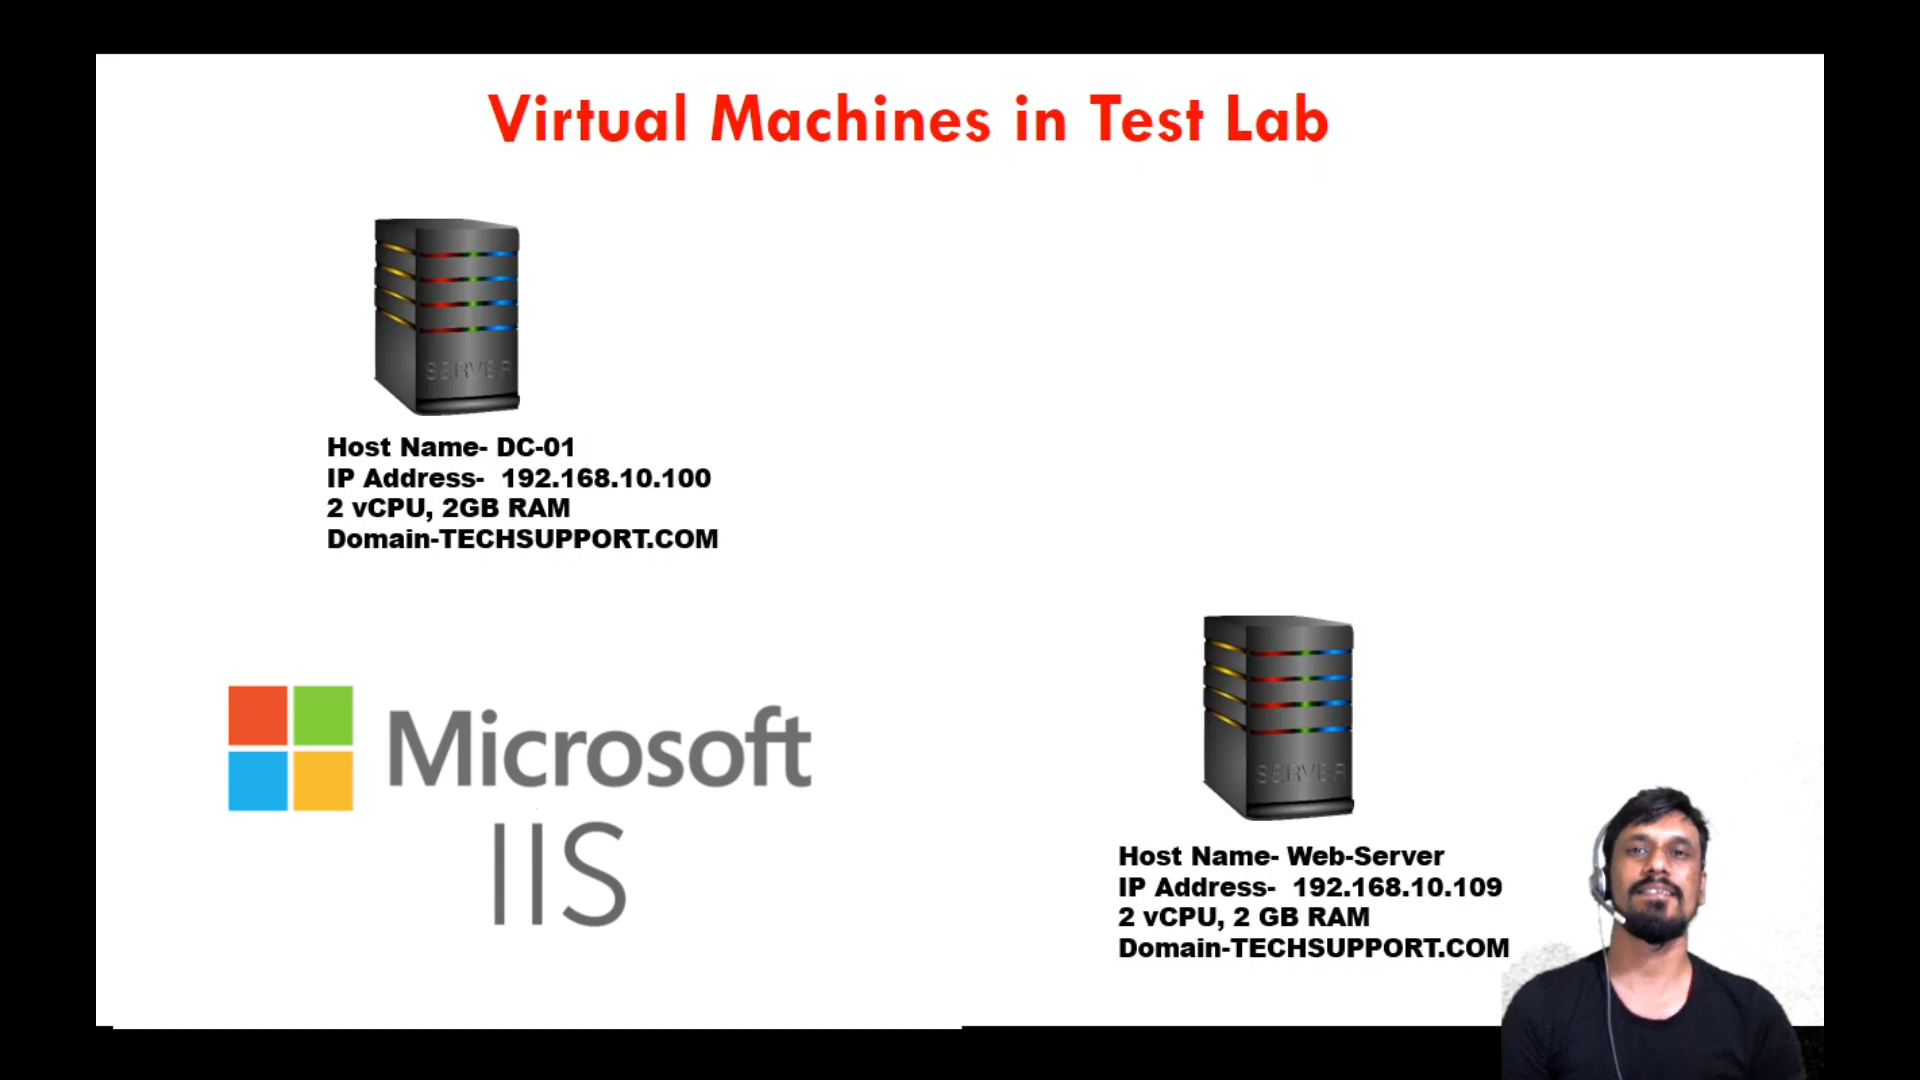 Virtual Machines in Test Lab
SERVER
Host Name- DC-01
IP Address-  192.168.10.100
2 vCPU, 2GB RAM
Domain-TECHSUPPORT.COM
Microsoft
IIS
SERVER
Host Name- Web-Server
IP Address-  192.168.10.109
2 vCPU, 2 GB RAM
Domain-TECHSUPPORT.COM